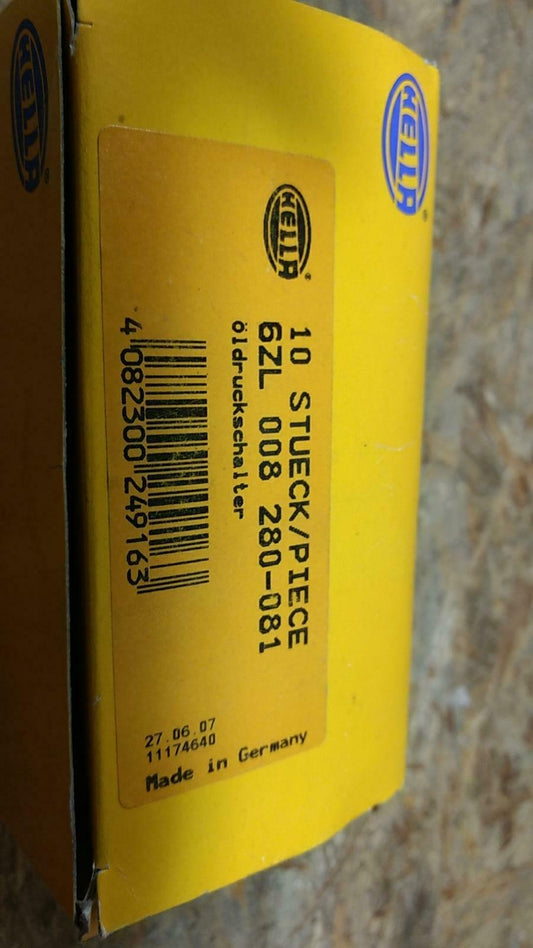 HELLA
HELLA
HELLA
10 STUECK/PIECE
6ZL 008 280-081
öldruckschalter
4 082300 249163
27.06.07
11174640
Made in Germany